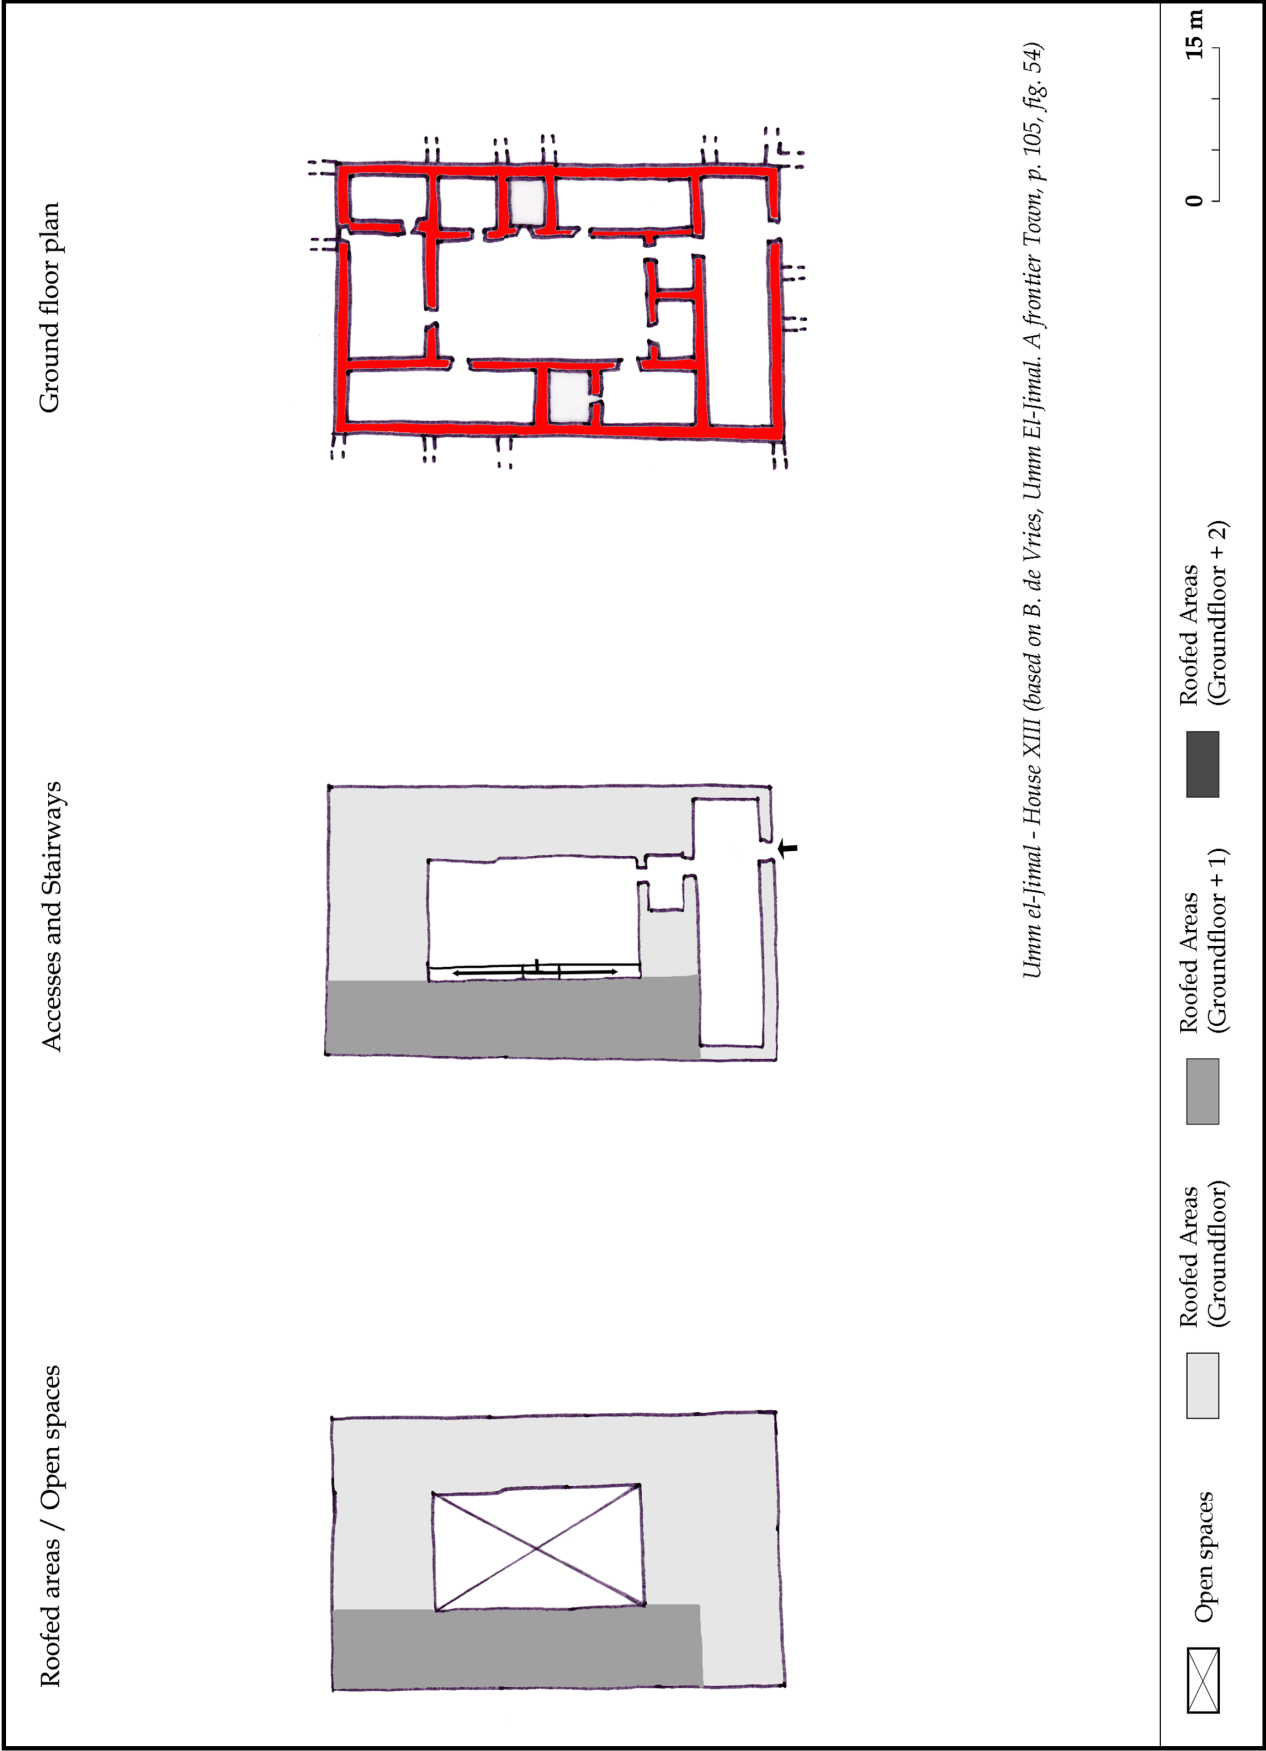 Roofed areas / Open spaces
Accesses and Stairways
Ground floor plan
Umm el-Jimal - House XIII (based on B. de Vries, Umm El-Jimal. A frontier Town, p. 105, fig. 54)
Open spaces
Roofed Areas
(Groundfloor)
Roofed Areas
(Groundfloor + 1)
Roofed Areas
(Groundfloor + 2)
0
15 m